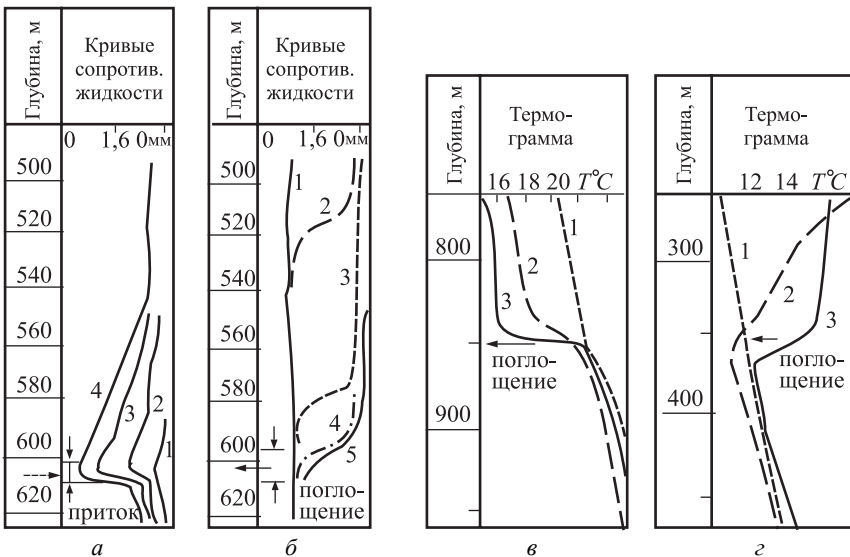 Глубина, м
Кривые
сопротив.
жидкости
0 1,6 0мм
500
520
540
560
580
600
620
4
3
2
1
приток
а
Глубина, м
Кривые
сопротив.
жидкости
0 1,6 0мм
500
520
540
560
580
600
620
1
2
3
4
5
погло-
щение
б
Глубина, м
Термо-
грамма
16 18 20 T°C
800
900
1
2
3
погло-
щение
в
Глубина, м
Термо-
грамма
12 14 T°C
300
400
1
2
3
погло-
щение
г